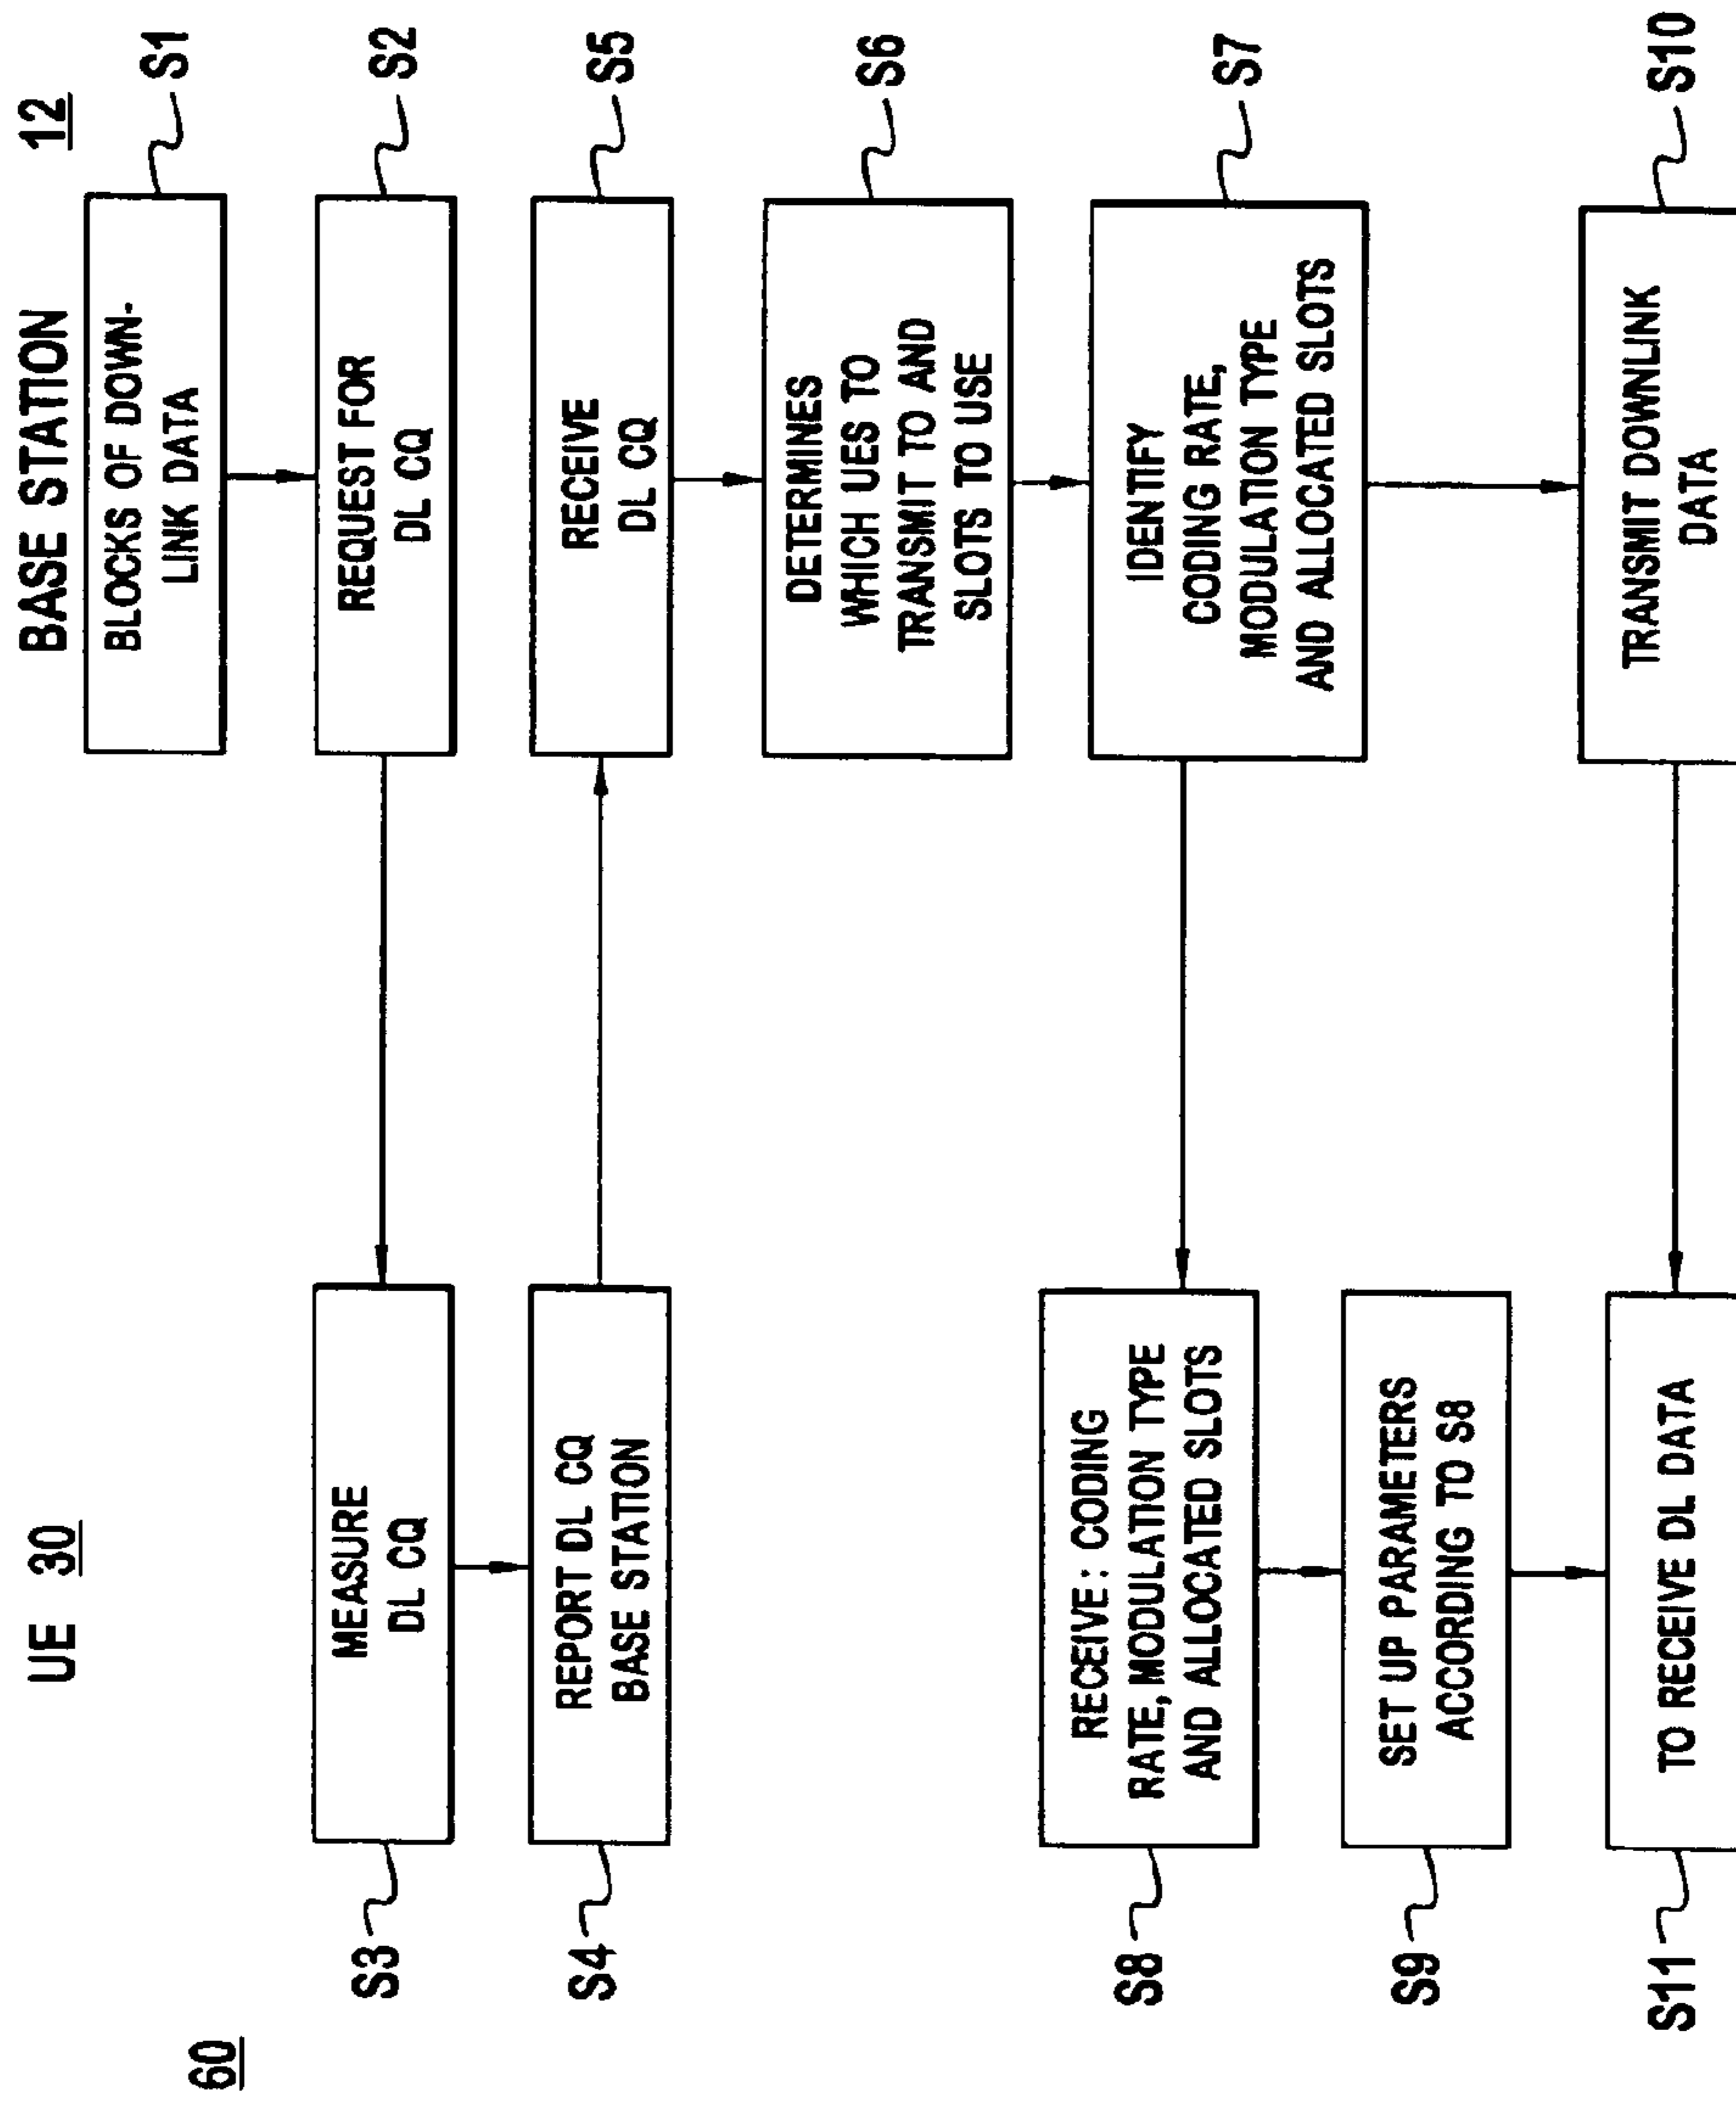 60
UE 30
BASE STATION 12
BLOCKS OF DOWN-
LINK DATA
S1
REQUEST FOR
DL CQ
S2
S3
MEASURE
DL CQ
S4
REPORT DL CQ
BASE STATION
RECEIVE
DL CQ
S5
DETERMINES
WHICH UES TO
TRANSMIT TO AND
SLOTS TO USE
S6
IDENTIFY
CODING RATE,
MODULATION TYPE
AND ALLOCATED SLOTS
S7
S8
RECEIVE: CODING
RATE, MODULATION TYPE
AND ALLOCATED SLOTS
S9
SET UP PARAMETERS
ACCORDING TO S8
TRANSMIT DOWNLINK
DATA
S10
S11
TO RECEIVE DL DATA